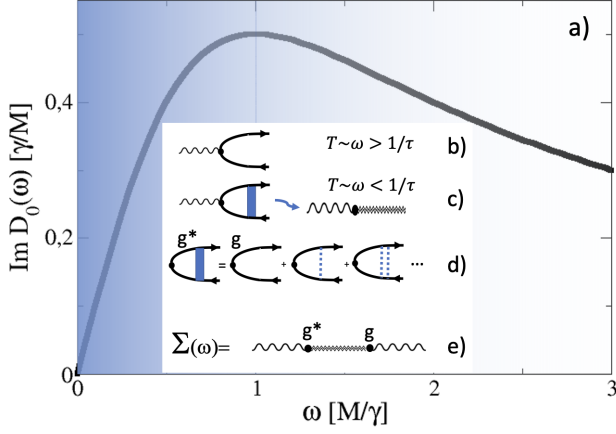 a)
0,4
0,2
0
Im D₀(ω) [γ/M]
T~ω > 1/τ
b)
T~ω < 1/τ
c)
g* g
= + + ...
d)
g* g
Σ(ω)=
e)
0 1 2 3
ω [M/γ]